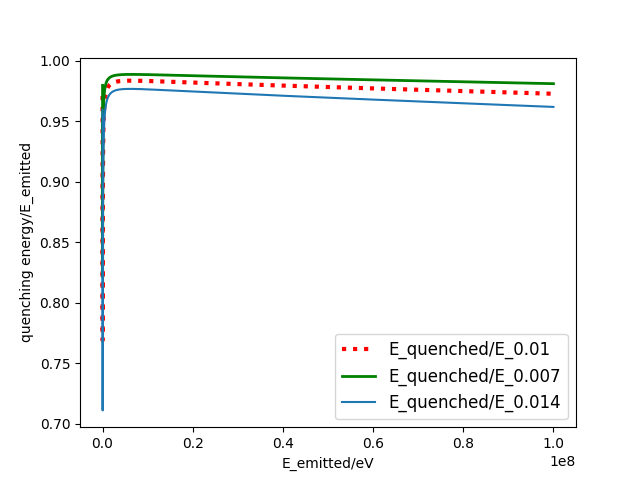 1.00
0.95
0.90
0.85
0.80
0.75
0.70
quenching energy/E_emitted
E_quenched/E_0.01
E_quenched/E_0.007
E_quenched/E_0.014
0.0 0.2 0.4 0.6 0.8 1.0
1e8
E_emitted/eV